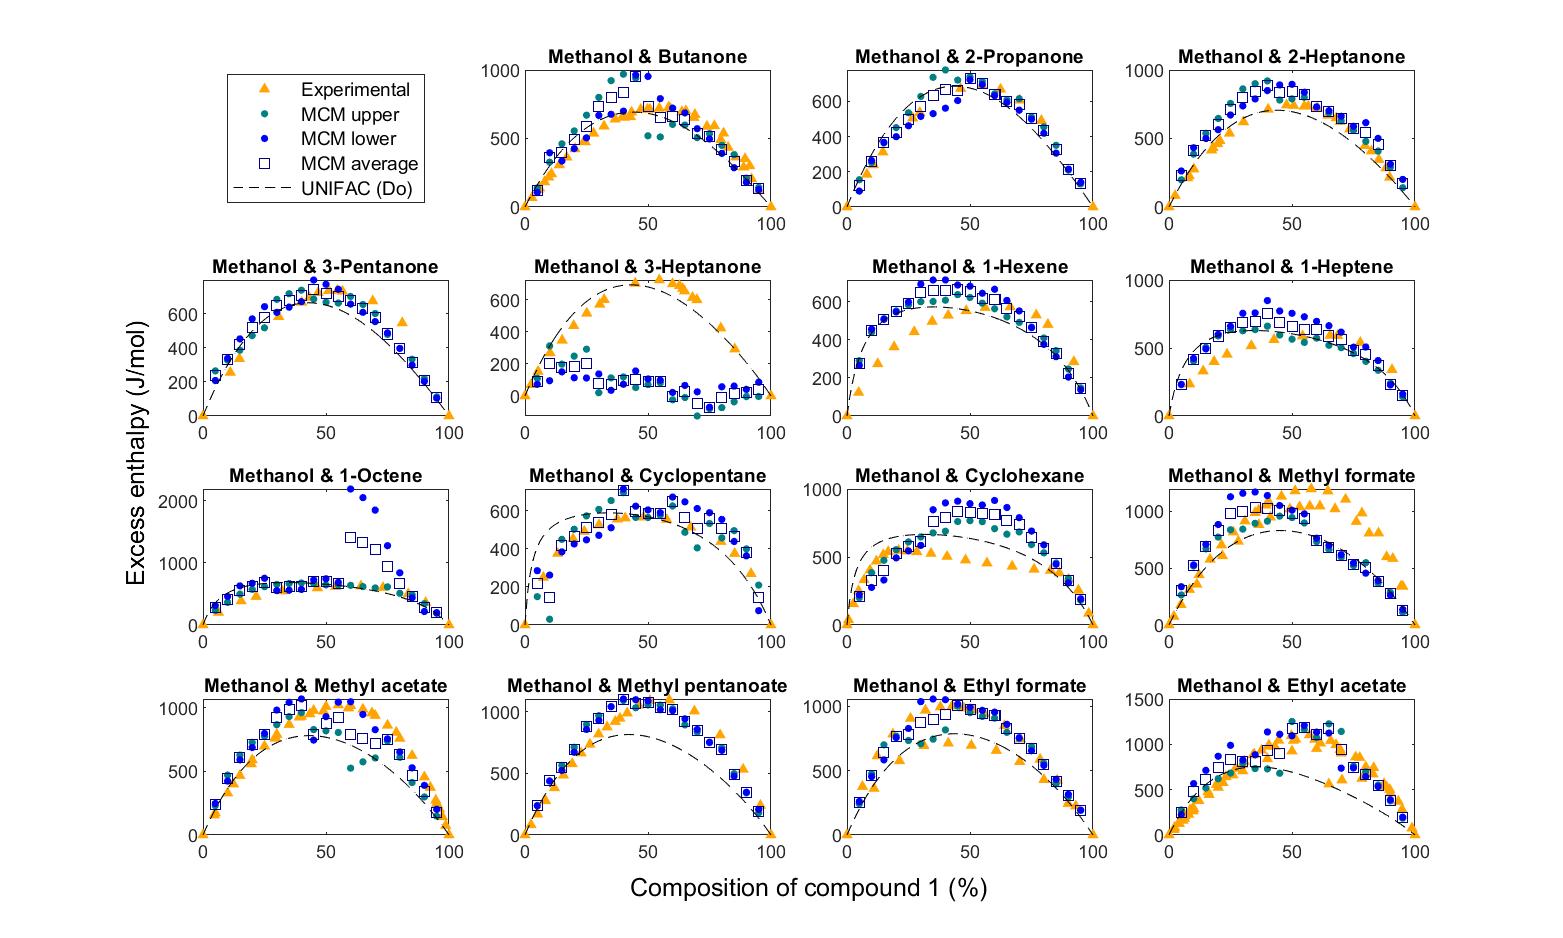 Methanol & Butanone
Methanol & 2-Propanone
Methanol & 2-Heptanone
Experimental
MCM upper
MCM lower
MCM average
UNIFAC (Do)
1000
500
0
0 50 100
600
400
200
0
0 50 100
1000
500
0
0 50 100
Methanol & 3-Pentanone
Methanol & 3-Heptanone
Methanol & 1-Hexene
Methanol & 1-Heptene
600
400
200
0
0 50 100
600
400
200
0
0 50 100
600
400
200
0
0 50 100
1000
500
0
0 50 100
Excess enthalpy (J/mol)
Methanol & 1-Octene
Methanol & Cyclopentane
Methanol & Cyclohexane
Methanol & Methyl formate
2000
1000
0
0 50 100
600
400
200
0
0 50 100
1000
500
0
0 50 100
1000
500
0
0 50 100
Methanol & Methyl acetate
Methanol & Methyl pentanoate
Methanol & Ethyl formate
Methanol & Ethyl acetate
1000
500
0
0 50 100
1000
500
0
0 50 100
1000
500
0
0 50 100
1500
1000
500
0
0 50 100
Composition of compound 1 (%)